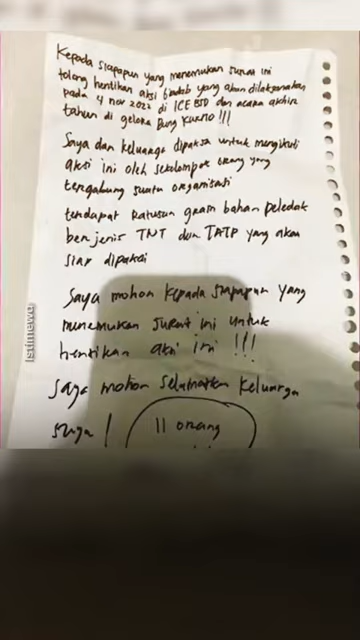 Kepada siapapun yang menemukan surat ini
tolong hentikan aksi biadab yang akan dilaksanakan
pada 4 nov 2022 di ICE BSD dan acara akhir
tahun di gelora Bung Karno !!!
Saya dan keluarga dipaksa untuk mengikuti
aksi ini oleh sekelompok orang yang
tergabung suatu organisasi
terdapat Ratusan gram bahan peledak
berjenis TNT dan TATP yang akan
siap dipakai
Saya mohon kepada siapapun yang
menemukan surat ini untuk
hentikan aksi ini !!!
Saya mohon selamatkan keluarga
saya !
11 orang
Istimewa